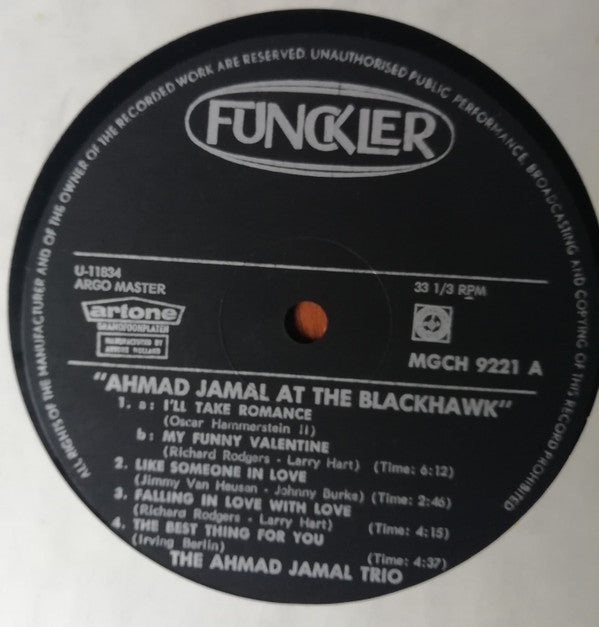 ALL RIGHTS OF THE MANUFACTURER AND OF THE OWNER OF THE RECORDED WORK ARE RESERVED. UNAUTHORISED PUBLIC PERFORMANCE, BROADCASTING AND COPYING OF THIS RECORD PROHIBITED
FUNCKLER
U-11834
ARGO MASTER
33 1/3 RPM
artone
GRAMOFOONPLATEN
MANUFACTURED BY
ARTONE HOLLAND
MGCH 9221 A
"AHMAD JAMAL AT THE BLACKHAWK"
1. a: I'LL TAKE ROMANCE
(Oscar Hammerstein II)
b: MY FUNNY VALENTINE
(Richard Rodgers - Larry Hart) (Time: 6:12)
2. LIKE SOMEONE IN LOVE
(Jimmy Van Heusen - Johnny Burke) (Time: 2:46)
3. FALLING IN LOVE WITH LOVE
(Richard Rodgers - Larry Hart) (Time: 4:15)
4. THE BEST THING FOR YOU
(Irving Berlin) (Time: 4:37)
THE AHMAD JAMAL TRIO